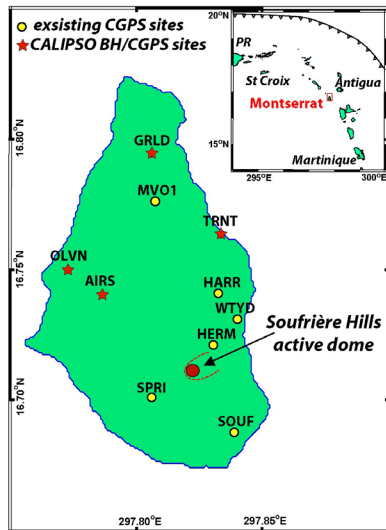 exsisting CGPS sites
CALIPSO BH/CGPS sites
20°N
PR
St Croix
Antigua
Montserrat
15°N
Martinique
295°E
300°E
16.80°N
GRLD
MVO1
TRNT
OLVN
16.75°N
AIRS
HARR
WTYD
HERM
Soufrière Hills
active dome
16.70°N
SPRI
SOUF
297.80°E
297.85°E